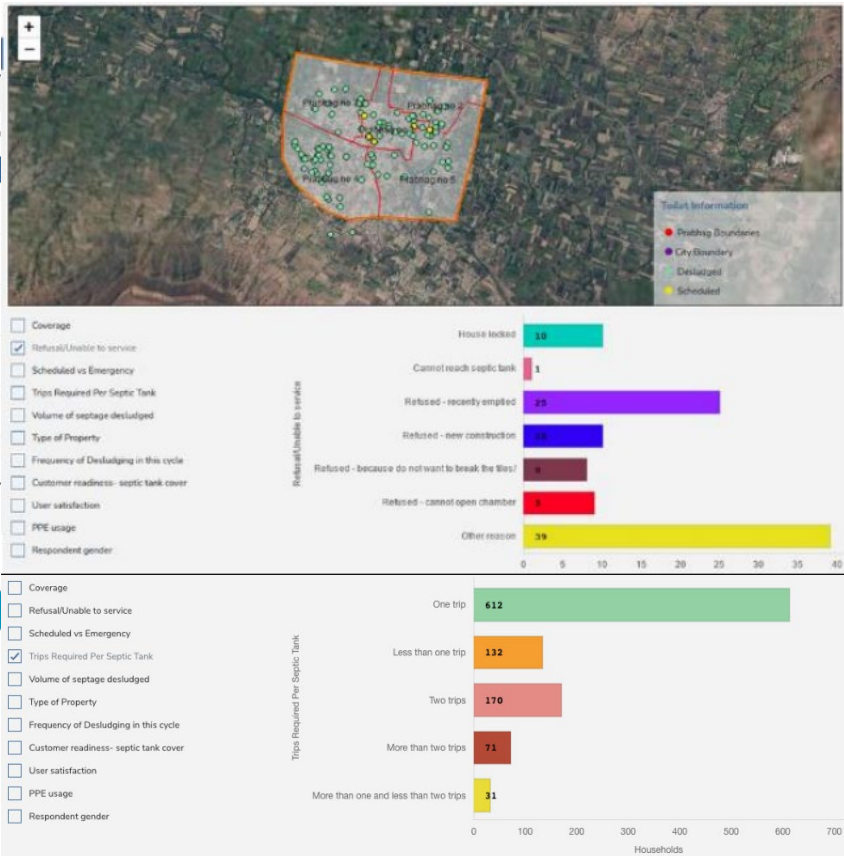 +
−
Prabhag no 2
Prabhag no 5
Toilet Information
Prabhag Boundaries
City Boundary
Desludged
Scheduled
Coverage
Refusal/Unable to service
Scheduled vs Emergency
Trips Required Per Septic Tank
Volume of septage desludged
Type of Property
Frequency of Desludging in this cycle
Customer readiness- septic tank cover
User satisfaction
PPE usage
Respondent gender
Refusal/Unable to service
House locked
Cannot reach septic tank
Refused - recently emptied
Refused - new construction
Refused - because do not want to break the tiles/
Refused - cannot open chamber
Other reason
10
1
25
10
39
0 5 10 15 20 25 30 35 40
Coverage
Refusal/Unable to service
Scheduled vs Emergency
Trips Required Per Septic Tank
Volume of septage desludged
Type of Property
Frequency of Desludging in this cycle
Customer readiness- septic tank cover
User satisfaction
PPE usage
Respondent gender
Trips Required Per Septic Tank
One trip
Less than one trip
Two trips
More than two trips
More than one and less than two trips
612
132
170
71
31
0 100 200 300 400 500 600 700
Households